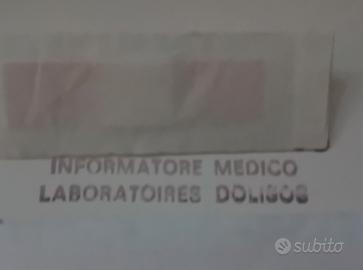 INFORMATORE MEDICO
LABORATOIRES DOLISOS
subito